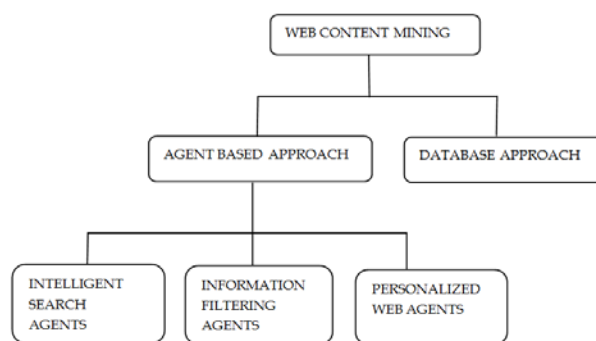 WEB CONTENT MINING
AGENT BASED APPROACH
DATABASE APPROACH
INTELLIGENT
SEARCH
AGENTS
INFORMATION
FILTERING
AGENTS
PERSONALIZED
WEB AGENTS